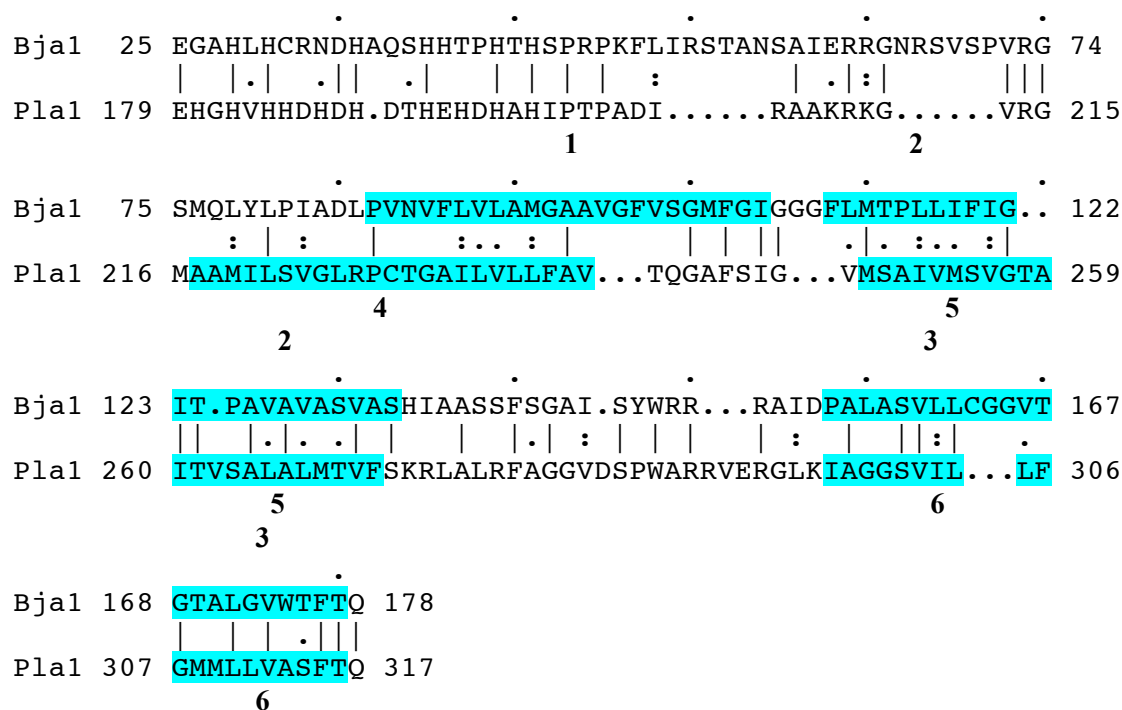 .         .         .         .         .
Bja1  25 EGAHLHCRNDHAQSHHTPHTHSPRPKFLIRSTANSAIERRGNRSVSPVRG 74
         |  |.|  .||  .|   | | | |  :       | .|:|      |||
Pla1 179 EHGHVHHDHDH.DTHEHDHAHIPTPADI......RAAKRKG......VRG 215
1 2
                  .         .         .         .         .
Bja1  75 SMQLYLPIADLPVNVFLVLAMGAAVGFVSGMFGIGGGFLMTPLLIFIG.. 122
            : | :   |    :.. : |      | | ||   .|. :.. :|
Pla1 216 MAAMILSVGLRPCTGAILVLLFAV...TQGAFSIG...VMSAIVMSVGTA 259
4 5
2 3
                  .         .         .         .         .
Bja1 123 IT.PAVAVASVASHIAASSFSGAI.SYWRR...RAIDPALASVLLCGGVT 167
         ||  |.|. .| |   |  .| : | | |   | :  |  ||:|   .
Pla1 260 ITVSALALMTVFSKRLALRFAGGVDSPWARRVERGLKIAGGSVIL...LF 306
5 6
3
                  .
Bja1 168 GTALGVWTFTQ 178
         |  | | .|||
Pla1 307 GMMLLVASFTQ 317
6